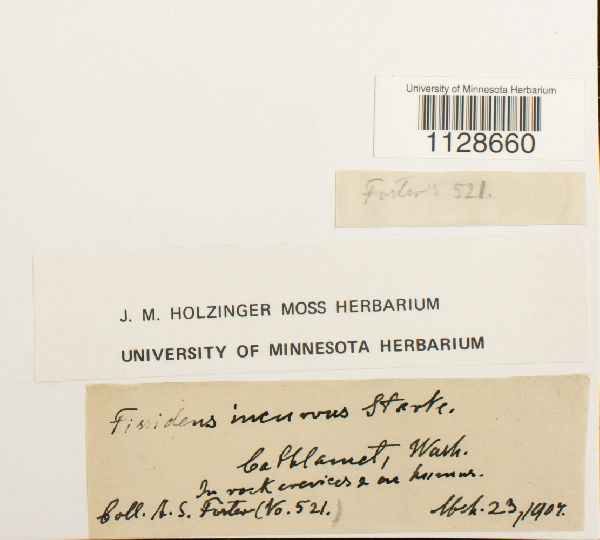 University of Minnesota Herbarium
1128660
Foster's 521.
J. M. HOLZINGER MOSS HERBARIUM
UNIVERSITY OF MINNESOTA HERBARIUM
Fissidens incurvus Starke.
Cathlamet, Wash.
In rock crevices & on humus.
Coll. A. S. Foster (No. 521.)
Mch. 23, 1907.